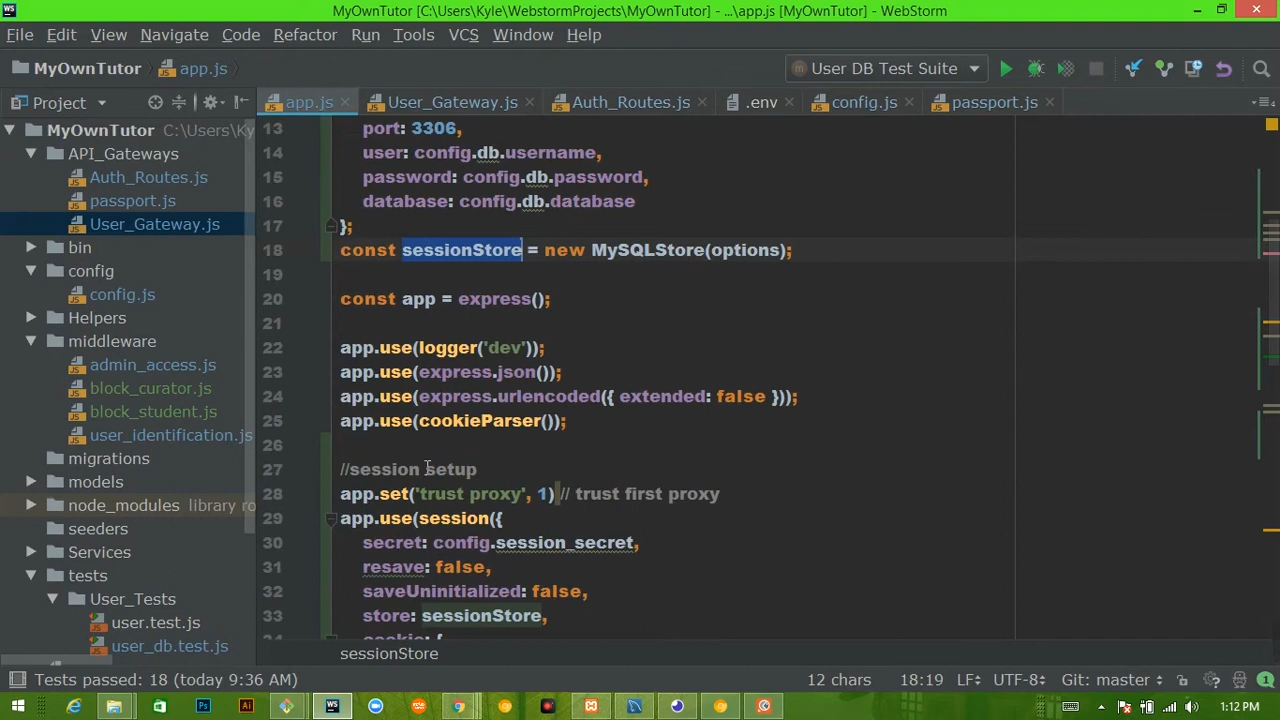 MyOwnTutor [C:\Users\Kyle\WebstormProjects\MyOwnTutor] - ...\app.js [MyOwnTutor] - WebStorm
File Edit View Navigate Code Refactor Run Tools VCS Window Help
MyOwnTutor app.js User DB Test Suite
Project app.js User_Gateway.js Auth_Routes.js .env config.js passport.js
MyOwnTutor C:\Users\Ky
API_Gateways
Auth_Routes.js
passport.js
User_Gateway.js
bin
config
config.js
Helpers
middleware
admin_access.js
block_curator.js
block_student.js
user_identification.js
migrations
models
node_modules library ro
seeders
Services
tests
User_Tests
user.test.js
user_db.test.js
13 port: 3306,
14 user: config.db.username,
15 password: config.db.password,
16 database: config.db.database
17 };
18 const sessionStore = new MySQLStore(options);
19
20 const app = express();
21
22 app.use(logger('dev'));
23 app.use(express.json());
24 app.use(express.urlencoded({ extended: false }));
25 app.use(cookieParser());
26
27 //session setup
28 app.set('trust proxy', 1) // trust first proxy
29 app.use(session({
30 secret: config.session_secret,
31 resave: false,
32 saveUninitialized: false,
33 store: sessionStore,
34 cookie: {
sessionStore
Tests passed: 18 (today 9:36 AM) 12 chars 18:19 LF UTF-8 Git: master 1
Ps Ai WS 1:12 PM